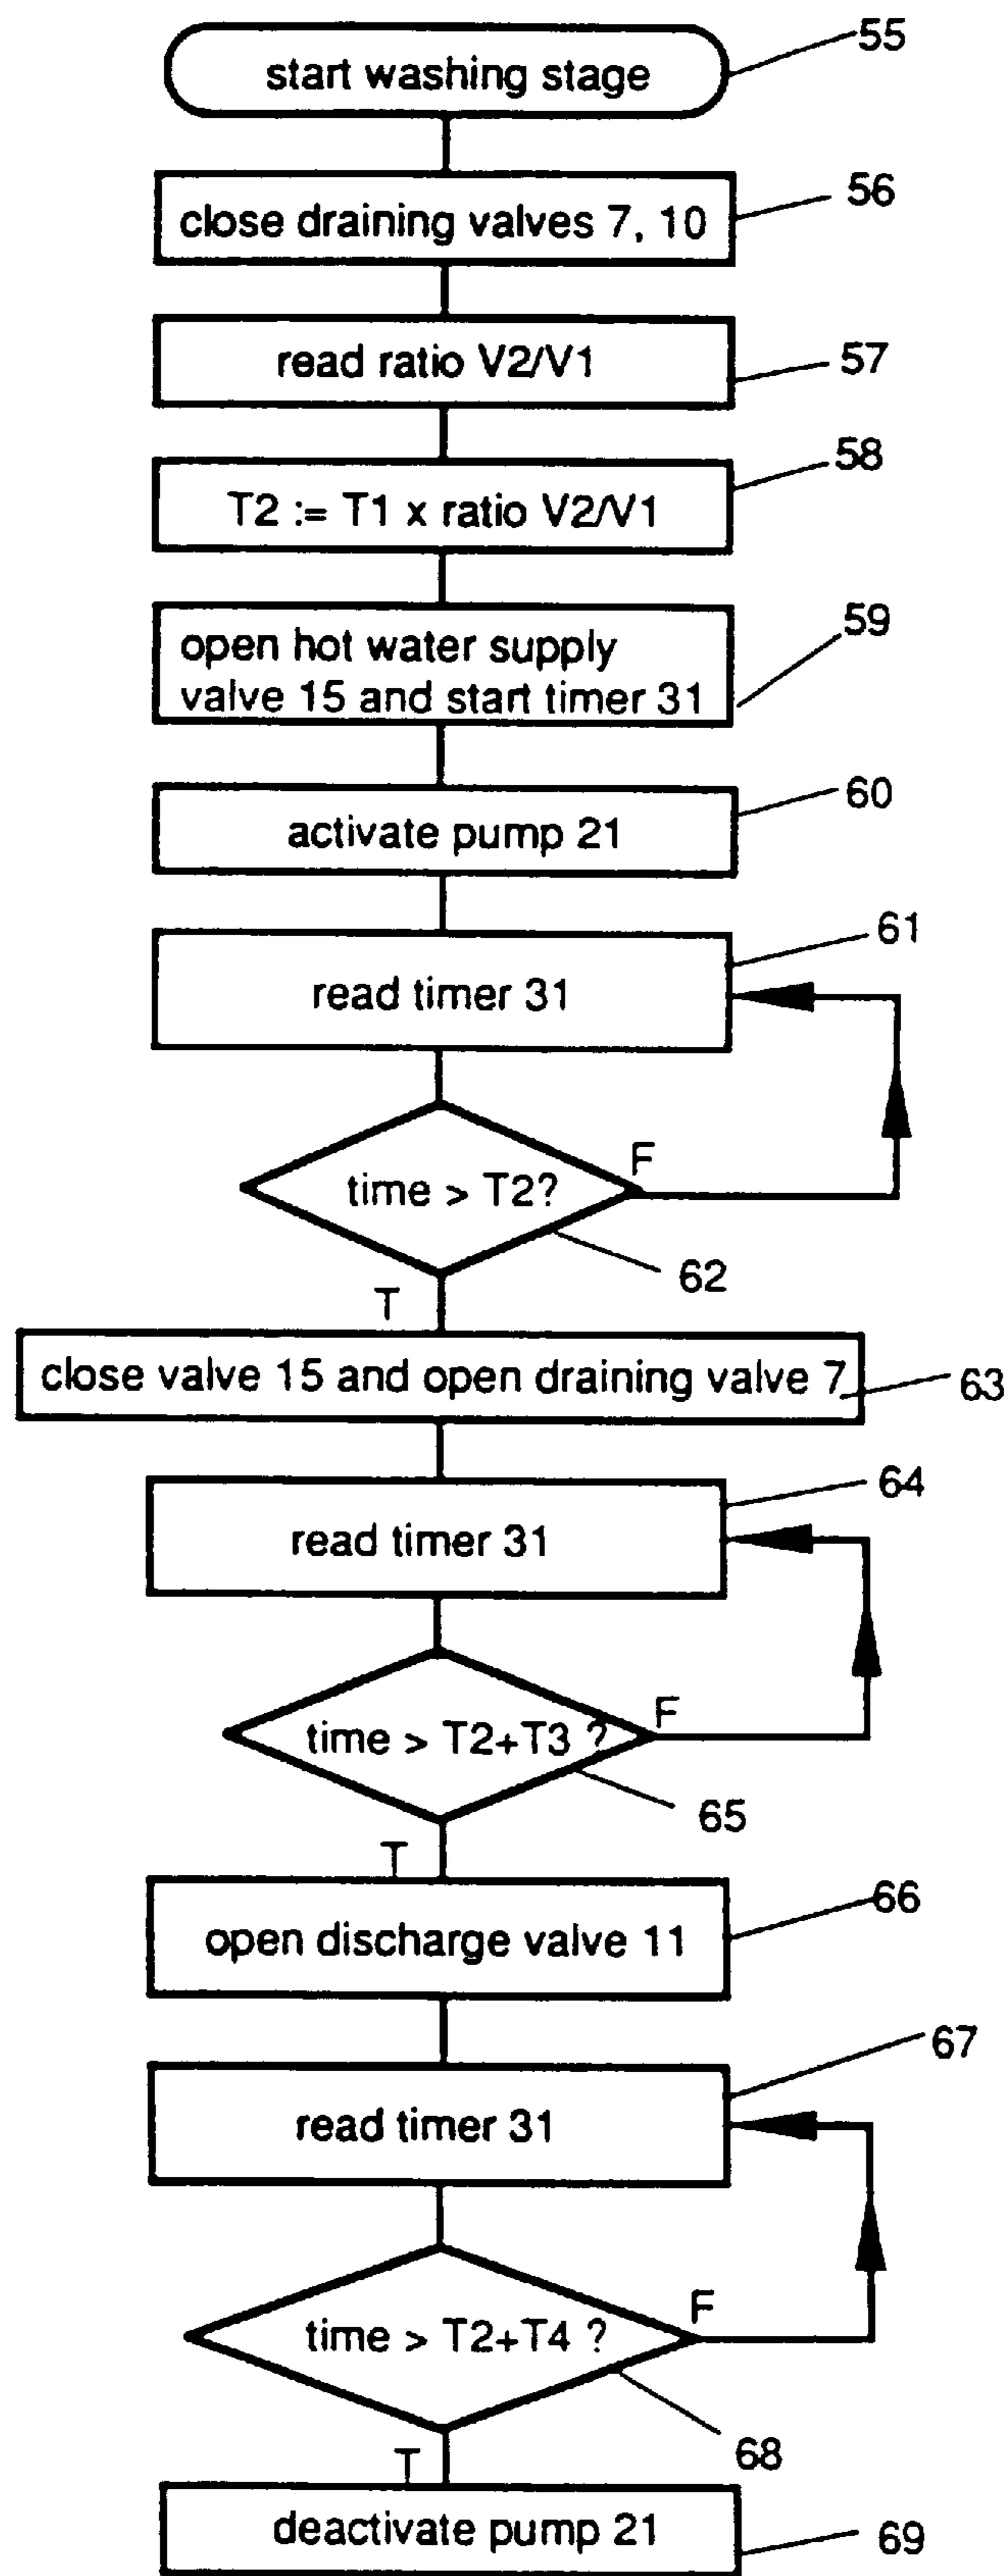 start washing stage
55
close draining valves 7, 10
56
read ratio V2/V1
57
T2 := T1 x ratio V2/V1
58
open hot water supply
valve 15 and start timer 31
59
activate pump 21
60
read timer 31
61
time > T2?
F
62
T
close valve 15 and open draining valve 7
63
read timer 31
64
time > T2+T3 ?
F
65
T
open discharge valve 11
66
read timer 31
67
time > T2+T4 ?
F
68
T
deactivate pump 21
69